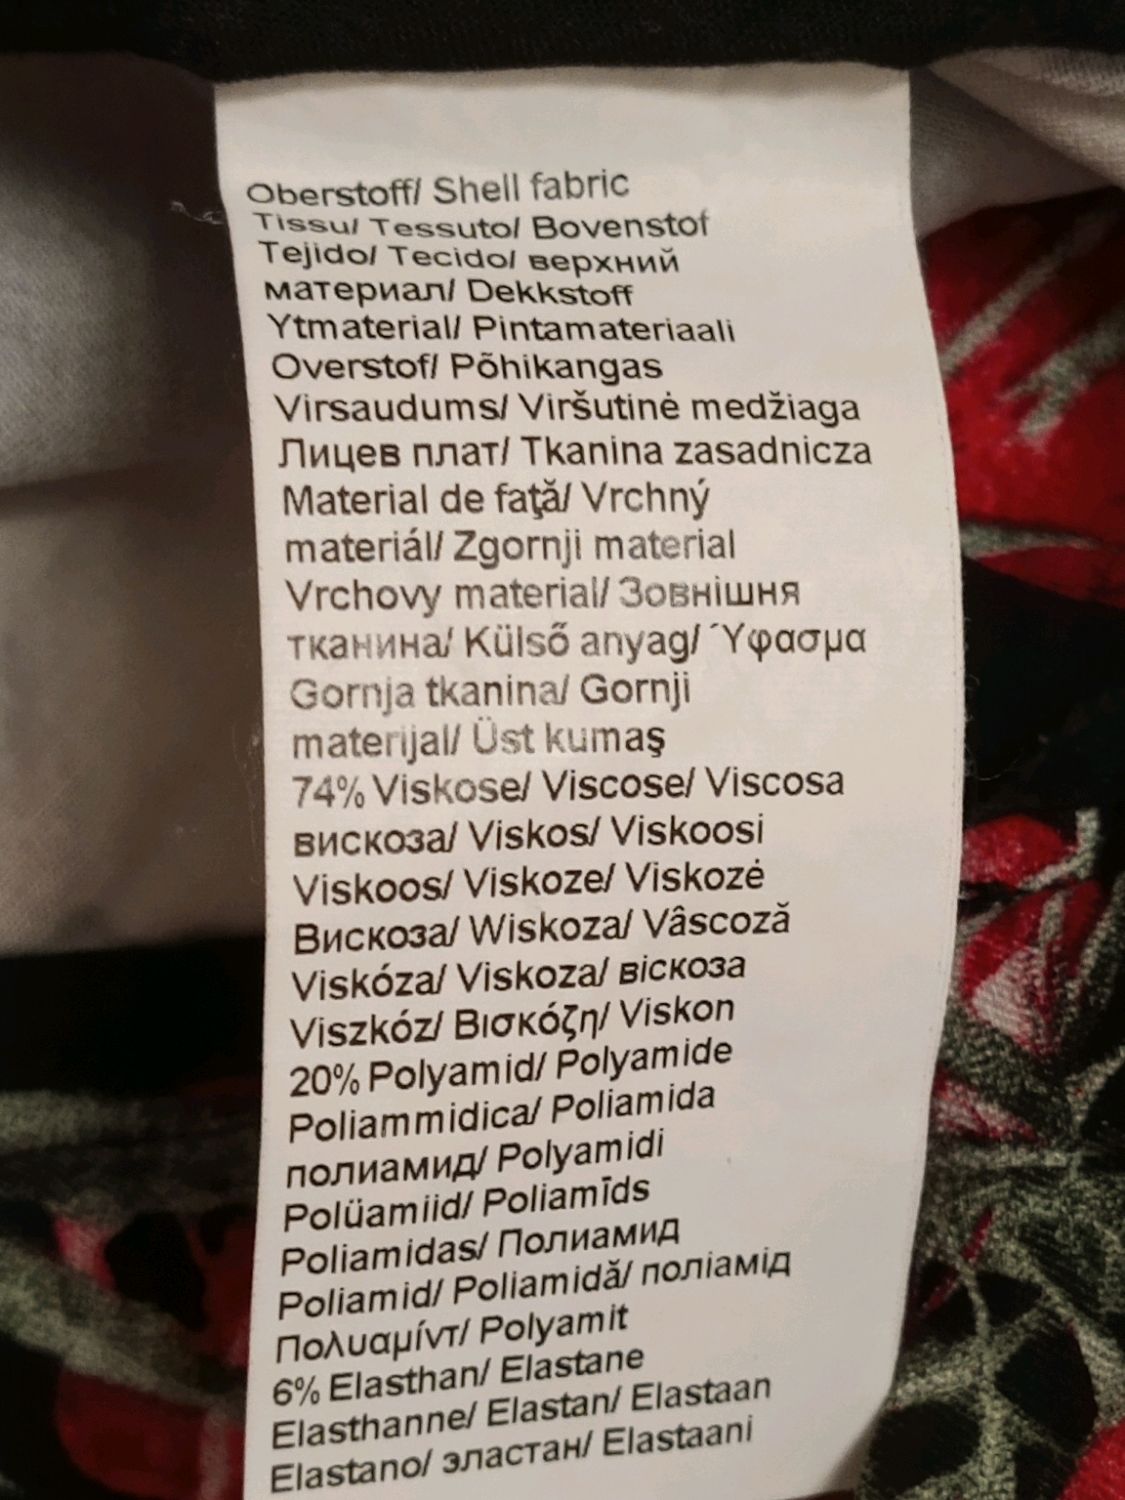 Oberstoff/ Shell fabric
Tissu/ Tessuto/ Bovenstof
Tejido/ Tecido/ верхний
материал/ Dekkstoff
Ytmaterial/ Pintamateriaali
Overstof/ Põhikangas
Virsaudums/ Viršutinė medžiaga
Лицев плат/ Tkanina zasadnicza
Material de faţă/ Vrchný
materiál/ Zgornji material
Vrchovy material/ Зовнішня
тканина/ Külső anyag/ ´Υφασμα
Gornja tkanina/ Gornji
materijal/ Üst kumaş
74% Viskose/ Viscose/ Viscosa
вискоза/ Viskos/ Viskoosi
Viskoos/ Viskoze/ Viskozė
Вискоза/ Wiskoza/ Vâscoză
Viskóza/ Viskoza/ віскоза
Viszkóz/ Βισκόζη/ Viskon
20% Polyamid/ Polyamide
Poliammidica/ Poliamida
полиамид/ Polyamidi
Polüamiid/ Poliamīds
Poliamidas/ Полиамид
Poliamid/ Poliamidă/ поліамід
Πολυαμίντ/ Polyamit
6% Elasthan/ Elastane
Elasthanne/ Elastan/ Elastaan
Elastano/ эластан/ Elastaani